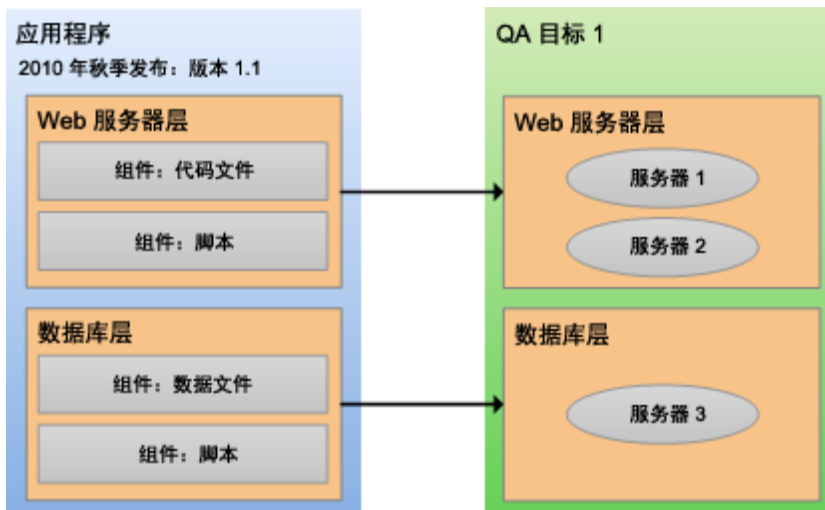 应用程序
2010 年秋季发布：版本 1.1
Web 服务器层
组件：代码文件
组件：脚本
数据库层
组件：数据文件
组件：脚本
QA 目标 1
Web 服务器层
服务器 1
服务器 2
数据库层
服务器 3